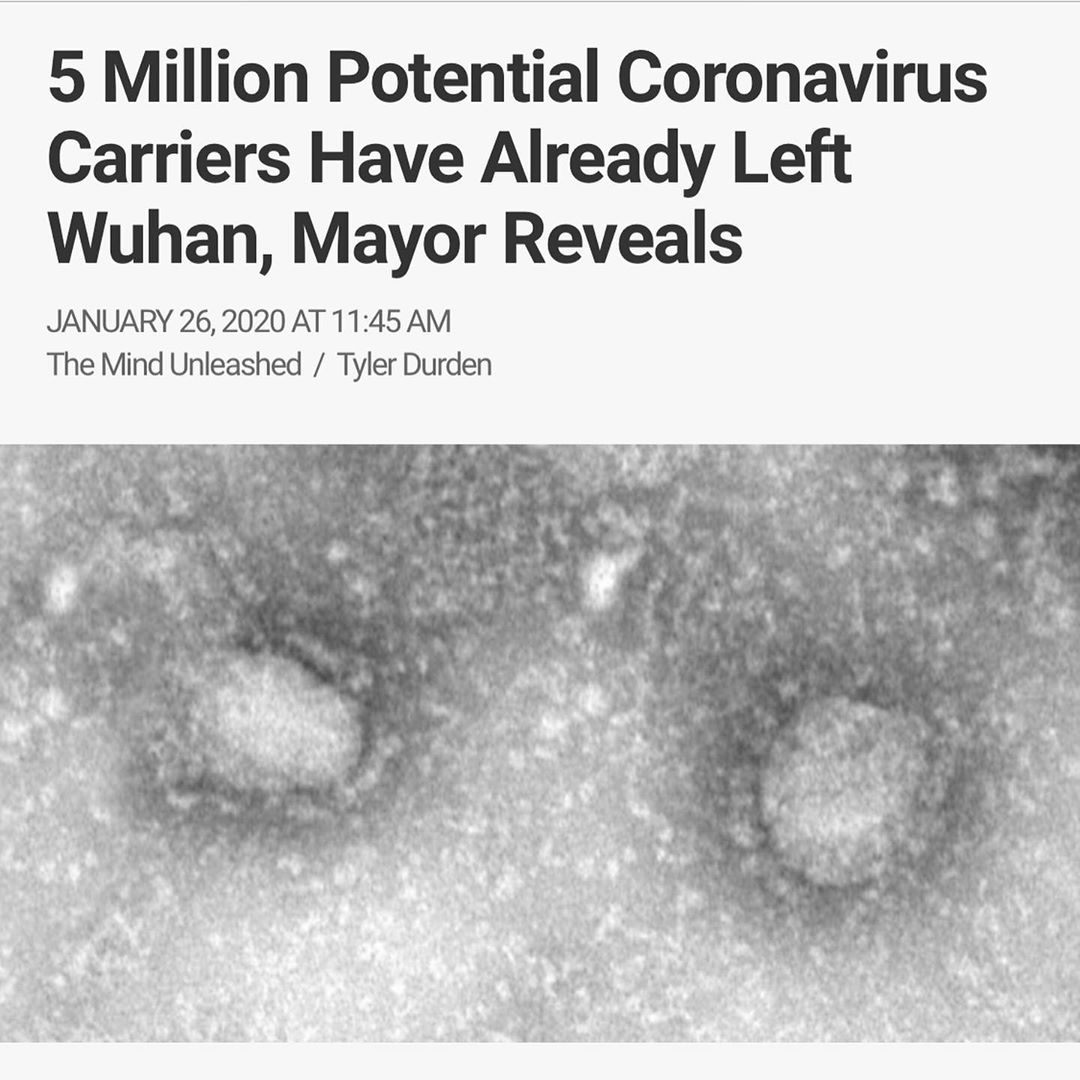 5 Million Potential Coronavirus
Carriers Have Already Left
Wuhan, Mayor Reveals
JANUARY 26, 2020 AT 11:45 AM
The Mind Unleashed / Tyler Durden